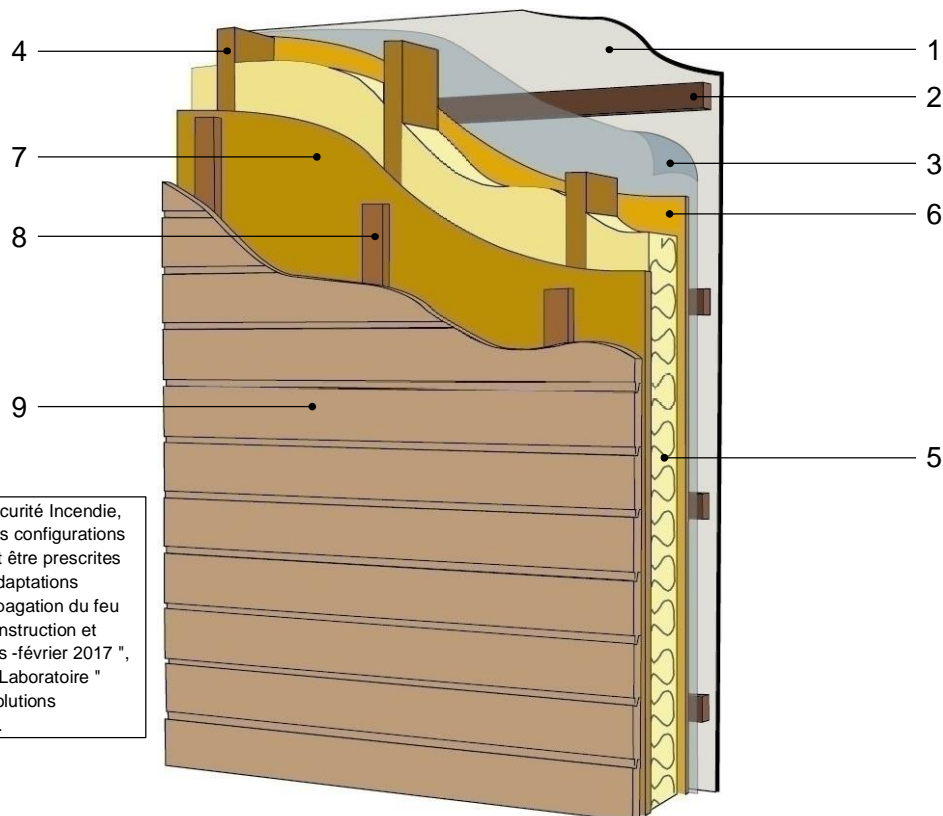 4
1
2
7
3
6
8
9
5
curité Incendie,
s configurations
t être prescrites
daptations
pagation du feu
nstruction et
s -février 2017 ",
Laboratoire "
olutions
.